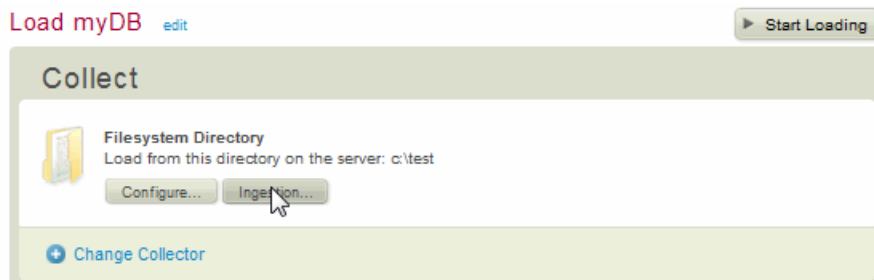 Load myDB edit
Start Loading
Collect
Filesystem Directory
Load from this directory on the server: c:\test
Configure... Ingestion...
Change Collector